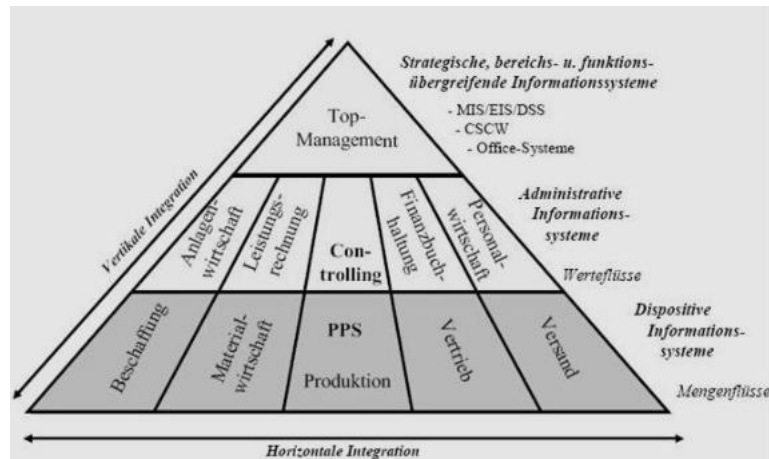 Strategische, bereichs- u. funktions-
übergreifende Informationssysteme
- MIS/EIS/DSS
- CSCW
- Office-Systeme
Top-
Management
Vertikale Integration
Administrative
Informations-
systeme
Werteflüsse
Anlagen-
wirtschaft
Leistungs-
rechnung
Con-
trolling
Finanzbuch-
haltung
Personal-
wirtschaft
Dispositive
Informations-
systeme
Mengenflüsse
Beschaffung
Material-
wirtschaft
PPS
Produktion
Vertrieb
Versand
Horizontale Integration